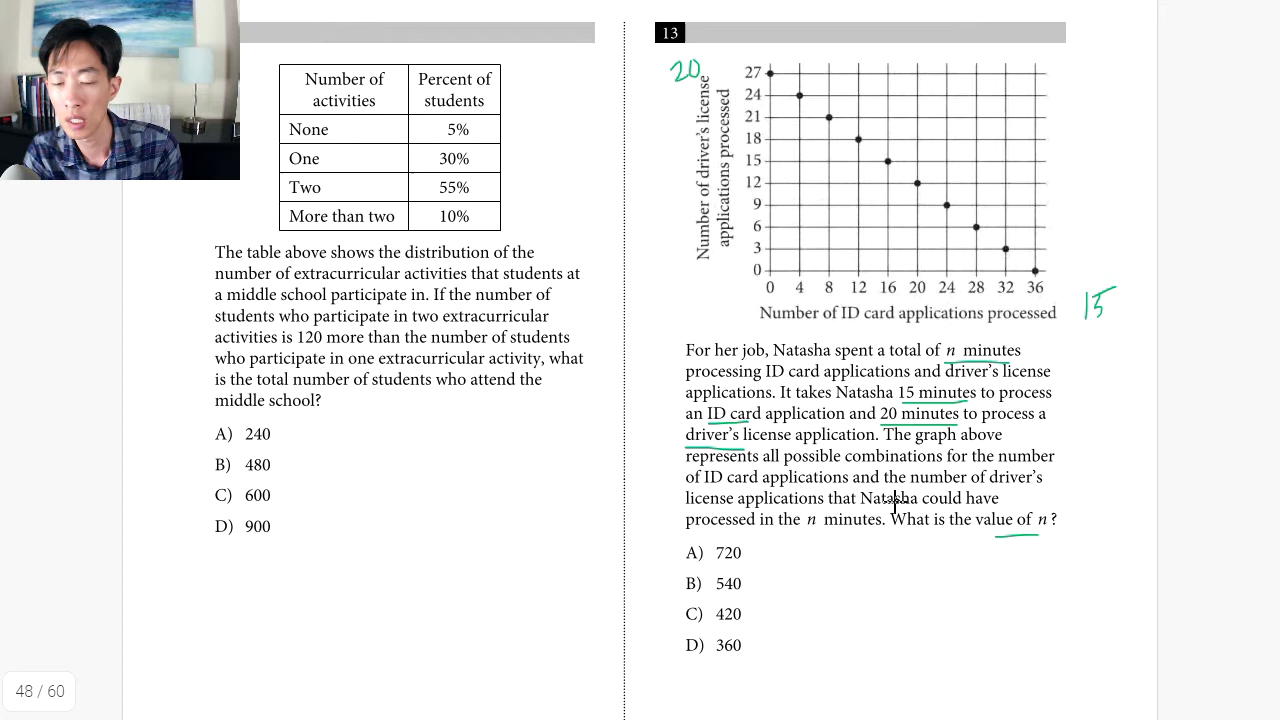 Number of activities
Percent of students
None 5%
One 30%
Two 55%
More than two 10%
The table above shows the distribution of the
number of extracurricular activities that students at
a middle school participate in. If the number of
students who participate in two extracurricular
activities is 120 more than the number of students
who participate in one extracurricular activity, what
is the total number of students who attend the
middle school?
A) 240
B) 480
C) 600
D) 900
13
20
Number of driver's license
applications processed
27
24
21
18
15
12
9
6
3
0
0 4 8 12 16 20 24 28 32 36
Number of ID card applications processed
15
For her job, Natasha spent a total of n minutes
processing ID card applications and driver's license
applications. It takes Natasha 15 minutes to process
an ID card application and 20 minutes to process a
driver's license application. The graph above
represents all possible combinations for the number
of ID card applications and the number of driver's
license applications that Natasha could have
processed in the n minutes. What is the value of n?
A) 720
B) 540
C) 420
D) 360
48 / 60